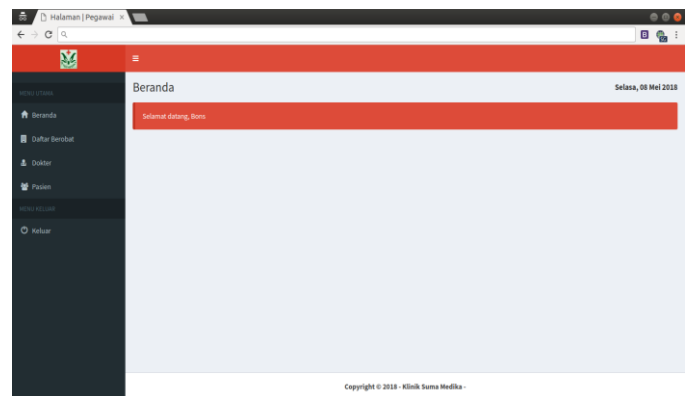 Halaman | Pegawai
MENU UTAMA
Beranda
Daftar Berobat
Dokter
Pasien
MENU KELUAR
Keluar
Beranda
Selasa, 08 Mei 2018
Selamat datang, Bons
Copyright © 2018 - Klinik Suma Medika -